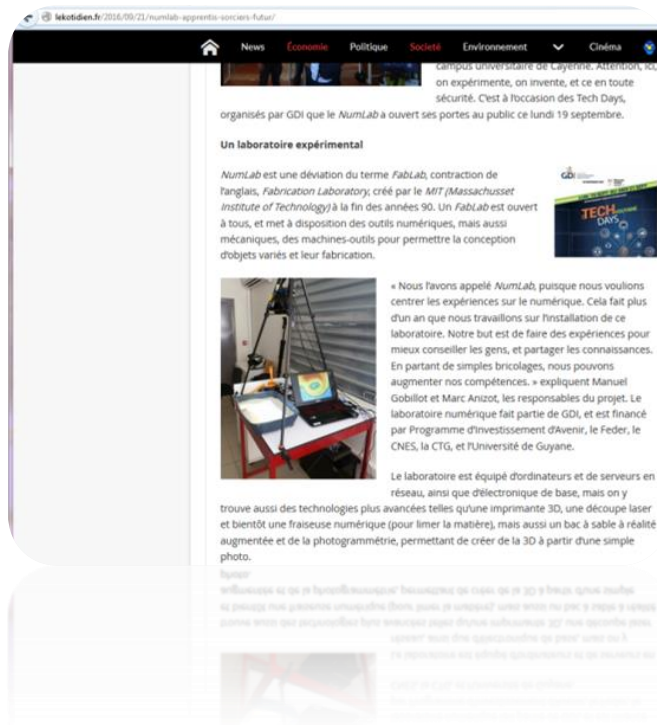 lekotidien.fr/2016/09/21/numlab-apprentis-sorciers-futur/
News Économie Politique Societé Environnement Cinéma
campus universitaire de Cayenne. Attention, ici,
on expérimente, on invente, et ce en toute
sécurité. C'est à l'occasion des Tech Days,
organisés par GDI que le NumLab a ouvert ses portes au public ce lundi 19 septembre.
Un laboratoire expérimental
NumLab est une déviation du terme FabLab, contraction de
l'anglais, Fabrication Laboratory, créé par le MIT (Massachusset
Institute of Technology) à la fin des années 90. Un FabLab est ouvert
à tous, et met à disposition des outils numériques, mais aussi
mécaniques, des machines-outils pour permettre la conception
d'objets variés et leur fabrication.
GDI
TECH
DAYS
« Nous l'avons appelé NumLab, puisque nous voulions
centrer les expériences sur le numérique. Cela fait plus
d'un an que nous travaillons sur l'installation de ce
laboratoire. Notre but est de faire des expériences pour
mieux conseiller les gens, et partager les connaissances.
En partant de simples bricolages, nous pouvons
augmenter nos compétences. » expliquent Manuel
Gobillot et Marc Anizot, les responsables du projet. Le
laboratoire numérique fait partie de GDI, et est financé
par Programme d'Investissement d'Avenir, le Feder, le
CNES, la CTG, et l'Université de Guyane.
Le laboratoire est équipé d'ordinateurs et de serveurs en
réseau, ainsi que d'électronique de base, mais on y
trouve aussi des technologies plus avancées telles qu'une imprimante 3D, une découpe laser
et bientôt une fraiseuse numérique (pour limer la matière), mais aussi un bac à sable à réalité
augmentée et de la photogrammétrie, permettant de créer de la 3D à partir d'une simple
photo.